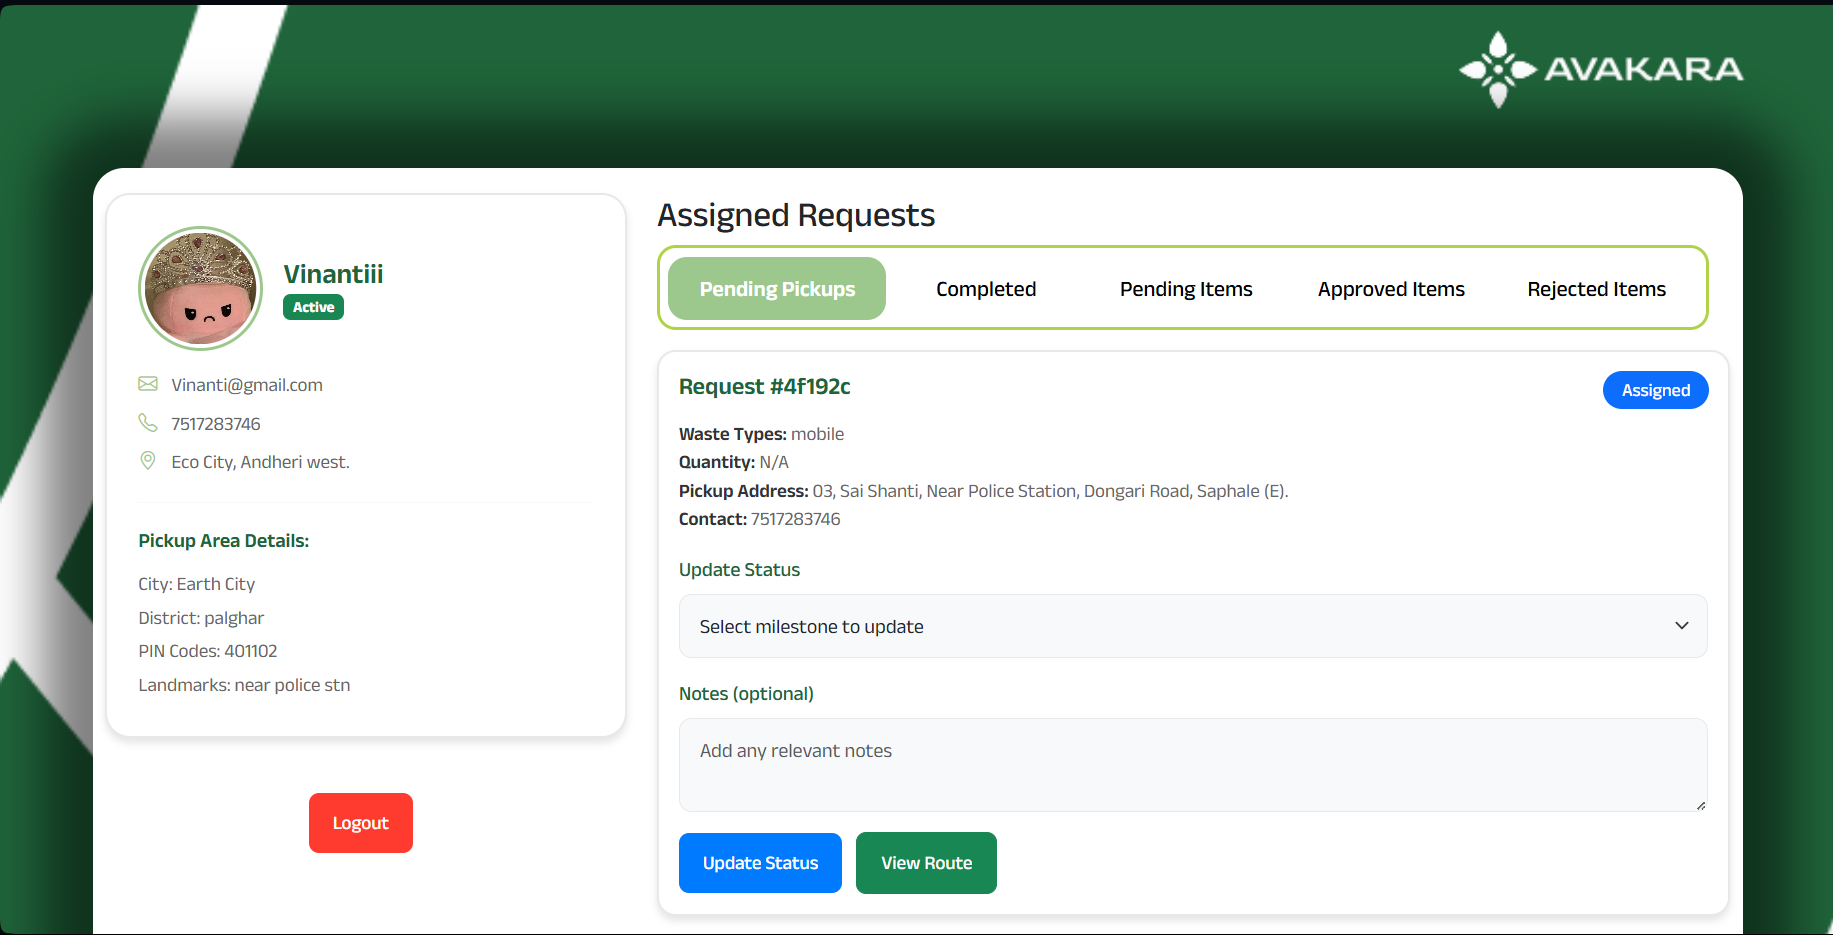 AVAKARA
Vinantiii
Active
Vinanti@gmail.com
7517283746
Eco City, Andheri west.
Pickup Area Details:
City: Earth City
District: palghar
PIN Codes: 401102
Landmarks: near police stn
Logout
Assigned Requests
Pending Pickups Completed Pending Items Approved Items Rejected Items
Request #4f192c
Assigned
Waste Types: mobile
Quantity: N/A
Pickup Address: 03, Sai Shanti, Near Police Station, Dongari Road, Saphale (E).
Contact: 7517283746
Update Status
Select milestone to update
Notes (optional)
Add any relevant notes
Update Status View Route